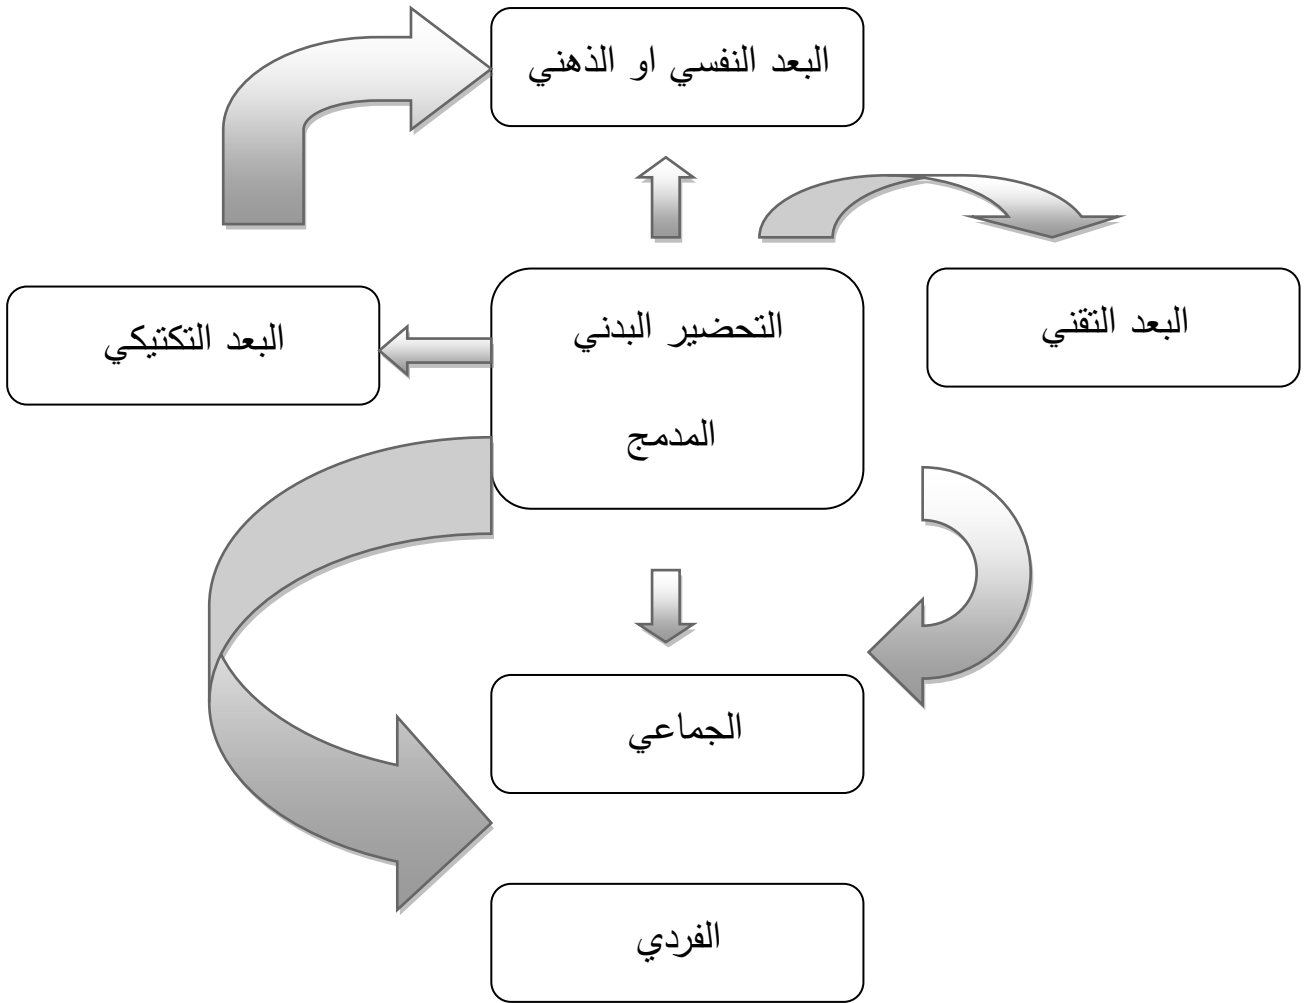 البعد النفسي او الذهني
البعد التقني
التحضير البدني
المدمج
البعد التكتيكي
الجماعي
الفردي